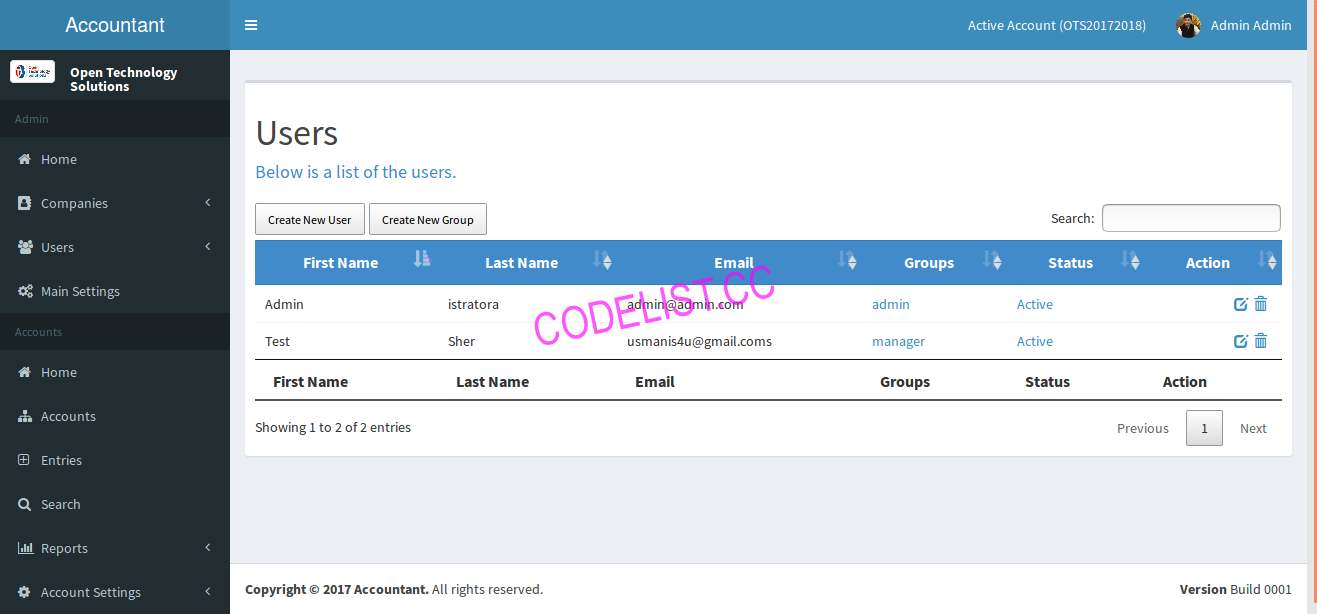 Accountant
Active Account (OTS20172018) Admin Admin
Open Technology
Solutions
Admin
Home
Companies
Users
Main Settings
Accounts
Home
Accounts
Entries
Search
Reports
Account Settings
Users
Below is a list of the users.
Create New User Create New Group Search:
First Name Last Name Email Groups Status Action
Admin istratora admin@admin.com admin Active
Test Sher usmanis4u@gmail.coms manager Active
First Name Last Name Email Groups Status Action
CODELIST.CC
Showing 1 to 2 of 2 entries Previous 1 Next
Copyright © 2017 Accountant. All rights reserved. Version Build 0001